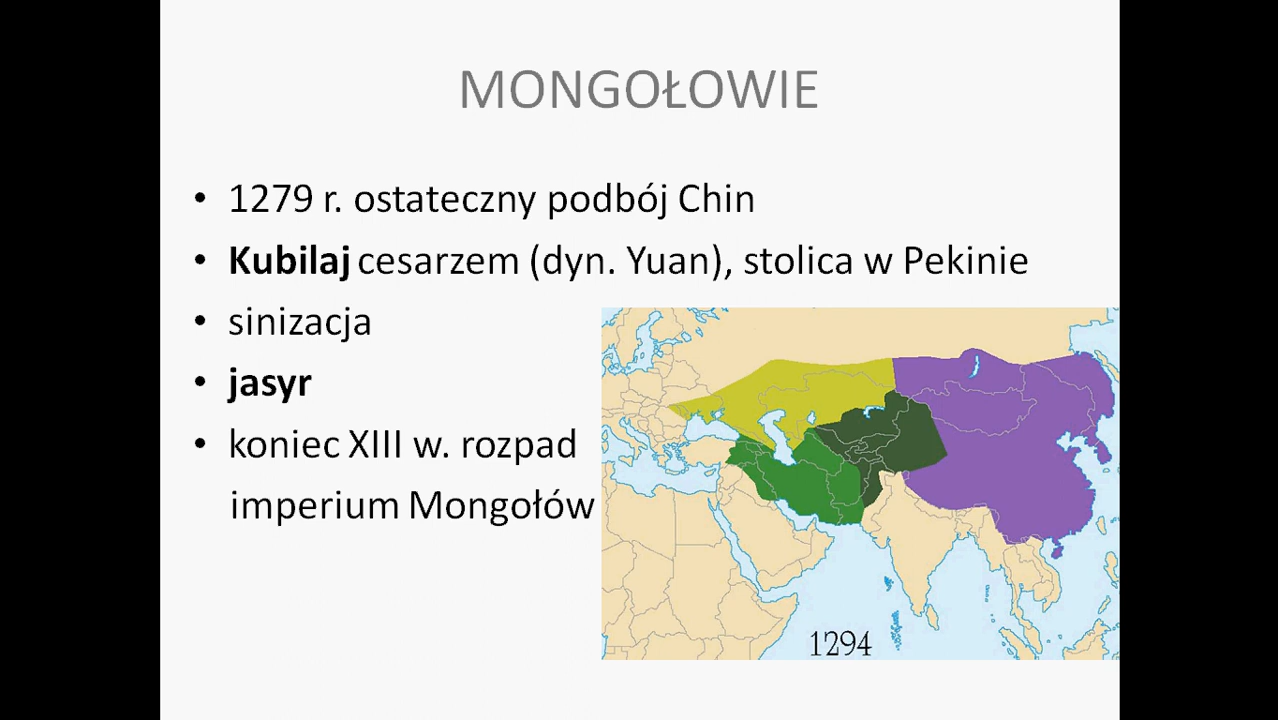 MONGOŁOWIE
• 1279 r. ostateczny podbój Chin
• Kubilaj cesarzem (dyn. Yuan), stolica w Pekinie
• sinizacja
• jasyr
• koniec XIII w. rozpad
imperium Mongołów
1294